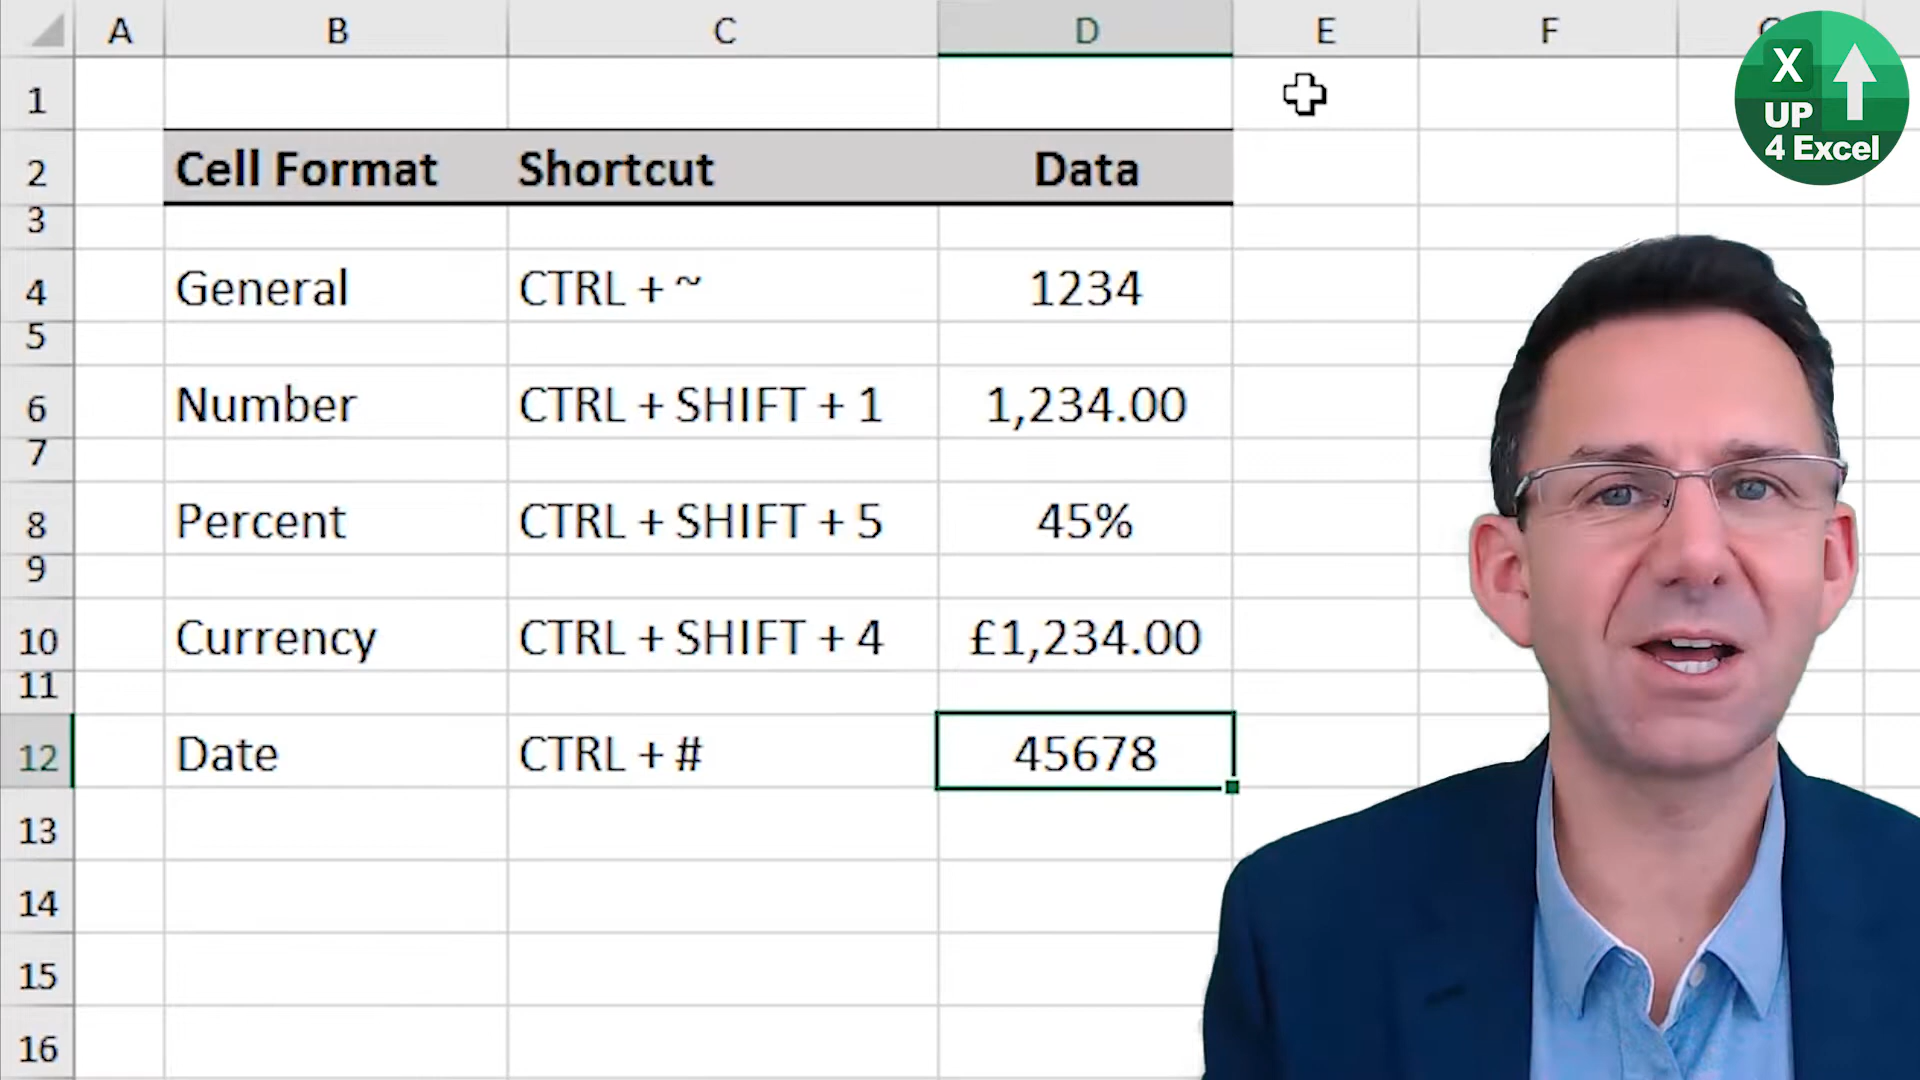 A B C D E F
X
UP
4 Excel
1
2 Cell Format Shortcut Data
3
4 General CTRL + ~ 1234
5
6 Number CTRL + SHIFT + 1 1,234.00
7
8 Percent CTRL + SHIFT + 5 45%
9
10 Currency CTRL + SHIFT + 4 £1,234.00
11
12 Date CTRL + # 45678
13
14
15
16